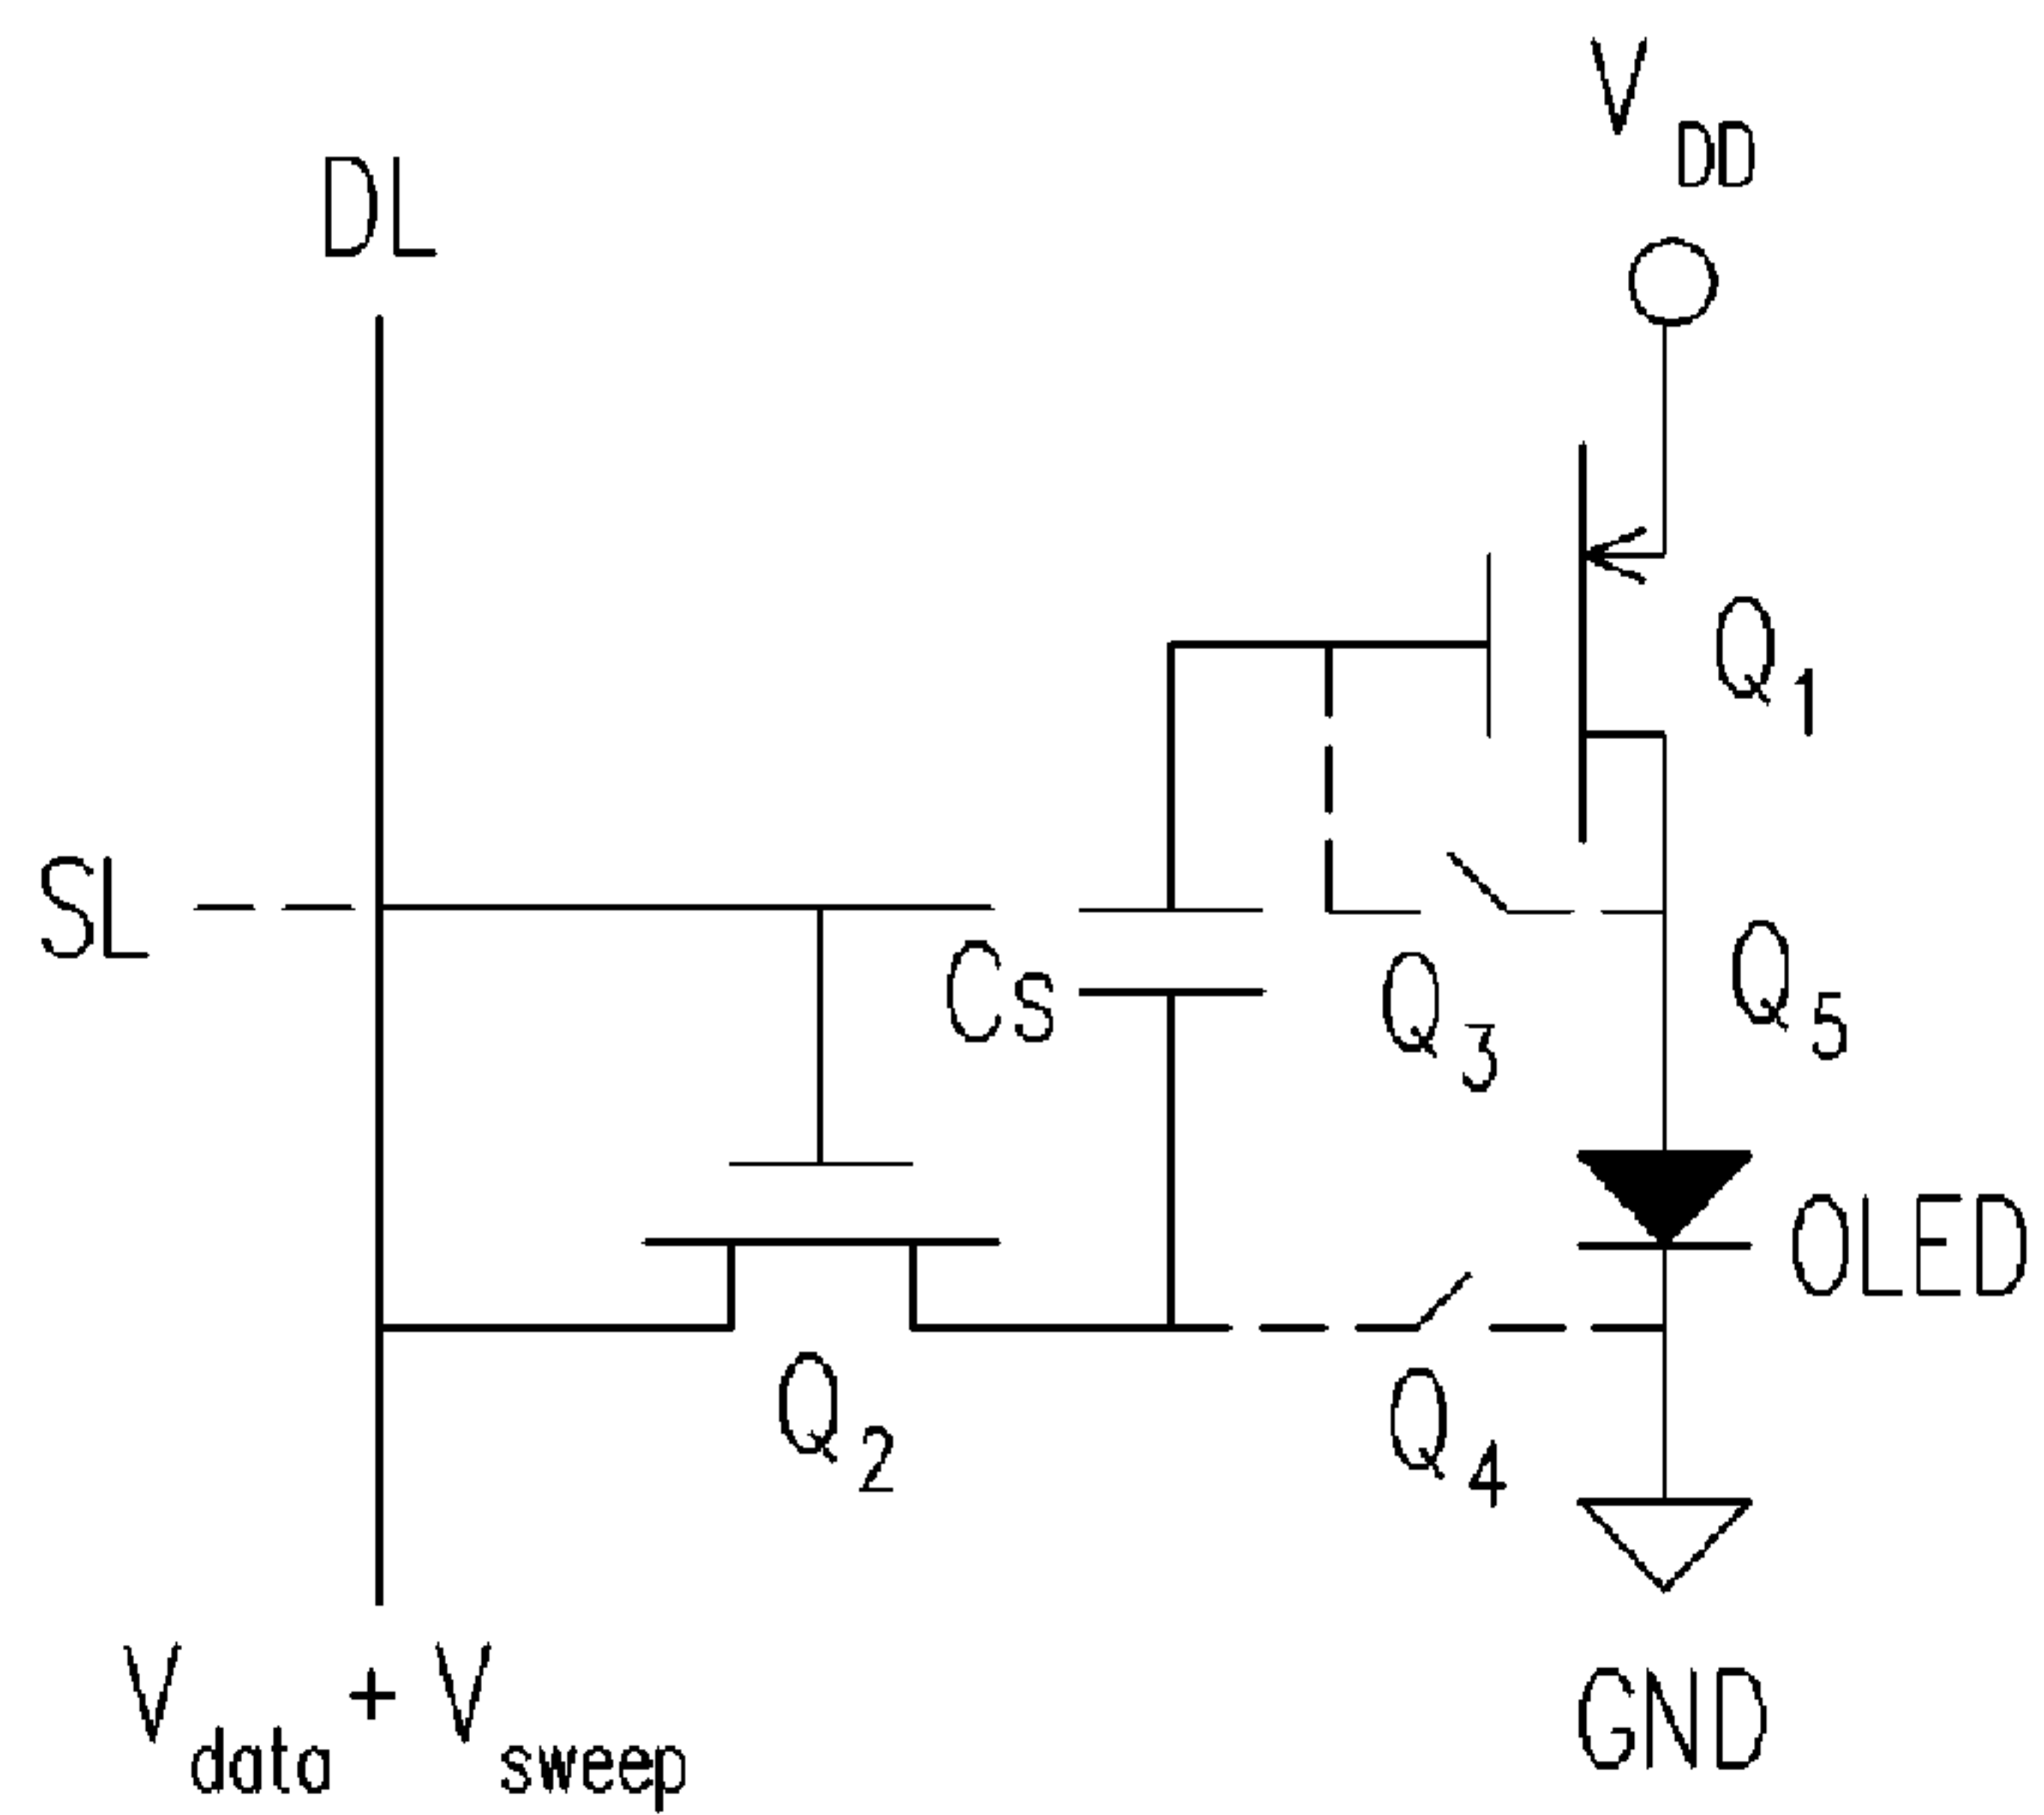 V DD
DL
Q 1
SL
Cs
Q 3
Q 5
OLED
Q 2
Q 4
V data + V sweep
GND